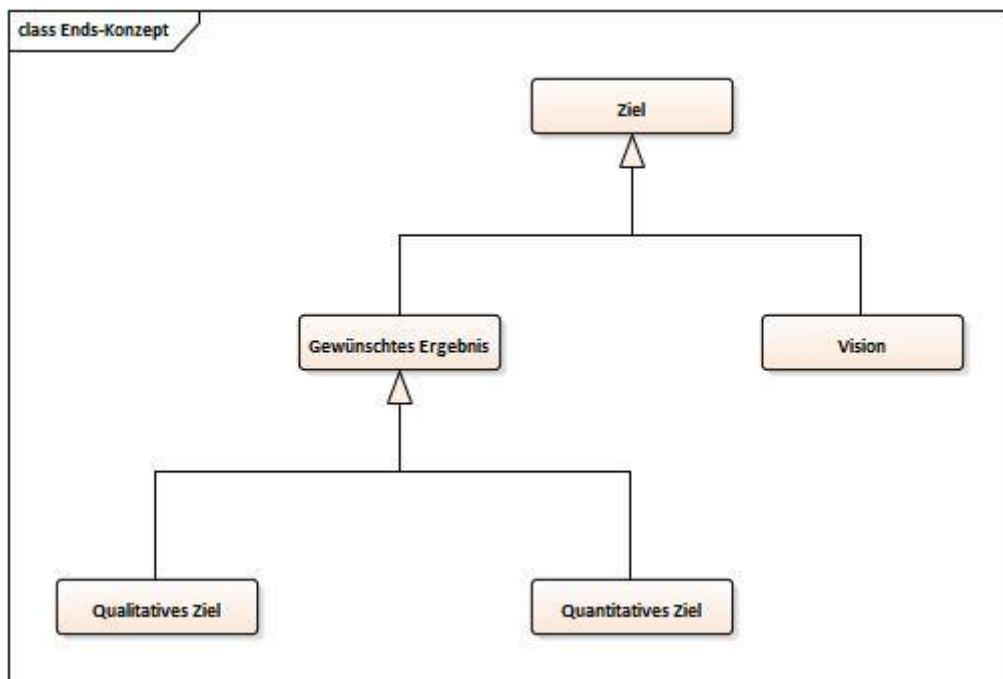 class Ends-Konzept
Ziel
Gewünschtes Ergebnis
Vision
Qualitatives Ziel
Quantitatives Ziel